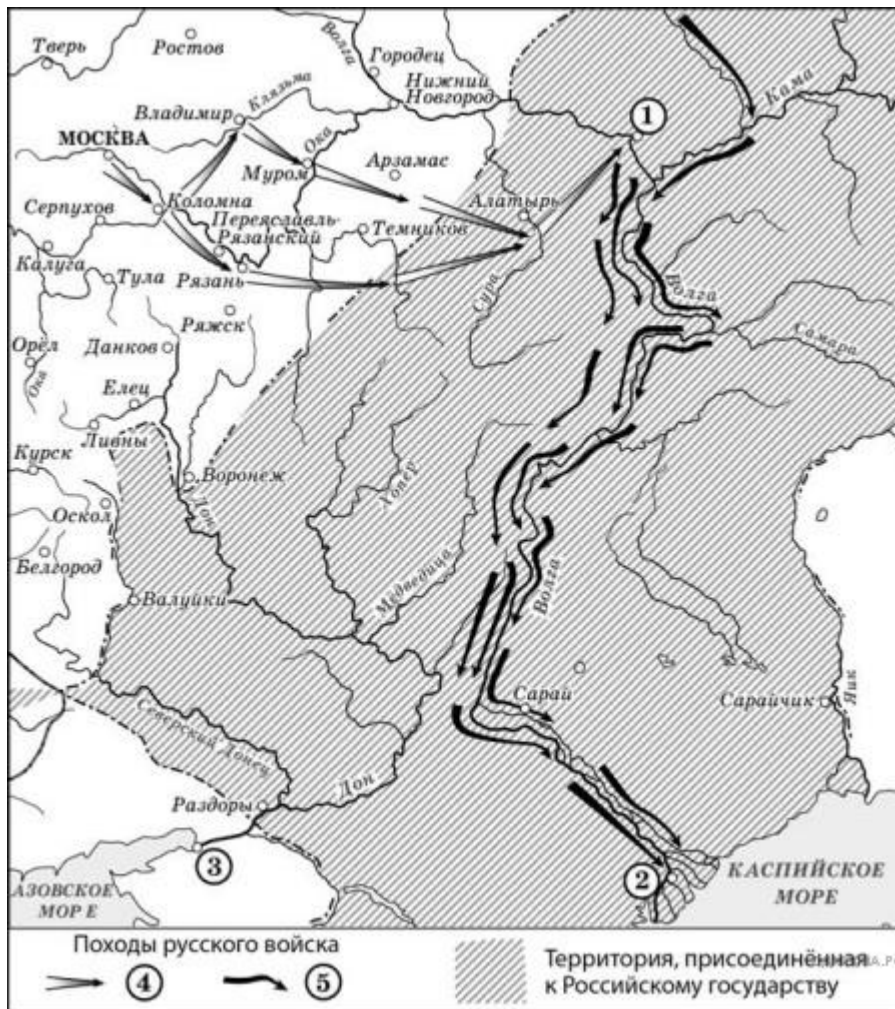 Тверь
Ростов
Волга
Городец
Нижний
Новгород
Кама
1
Владимир
Клязьма
МОСКВА
Ока
Муром
Арзамас
Алатырь
Коломна
Серпухов
Переяславль-
Рязанский
Темников
Калуга
Тула
Рязань
Сура
Волга
Ряжск
Самара
Орёл
Ока
Данков
Елец
Ливны
Курск
Воронеж
Хопёр
Оскол
Дон
Белгород
Медведица
Волга
Валуйки
Сарай
Сарайчик
Яик
Северский Донец
Дон
Раздоры
3
2
АЗОВСКОЕ
МОРЕ
КАСПИЙСКОЕ
МОРЕ
Походы русского войска
4
5
Территория, присоединённая
к Российскому государству